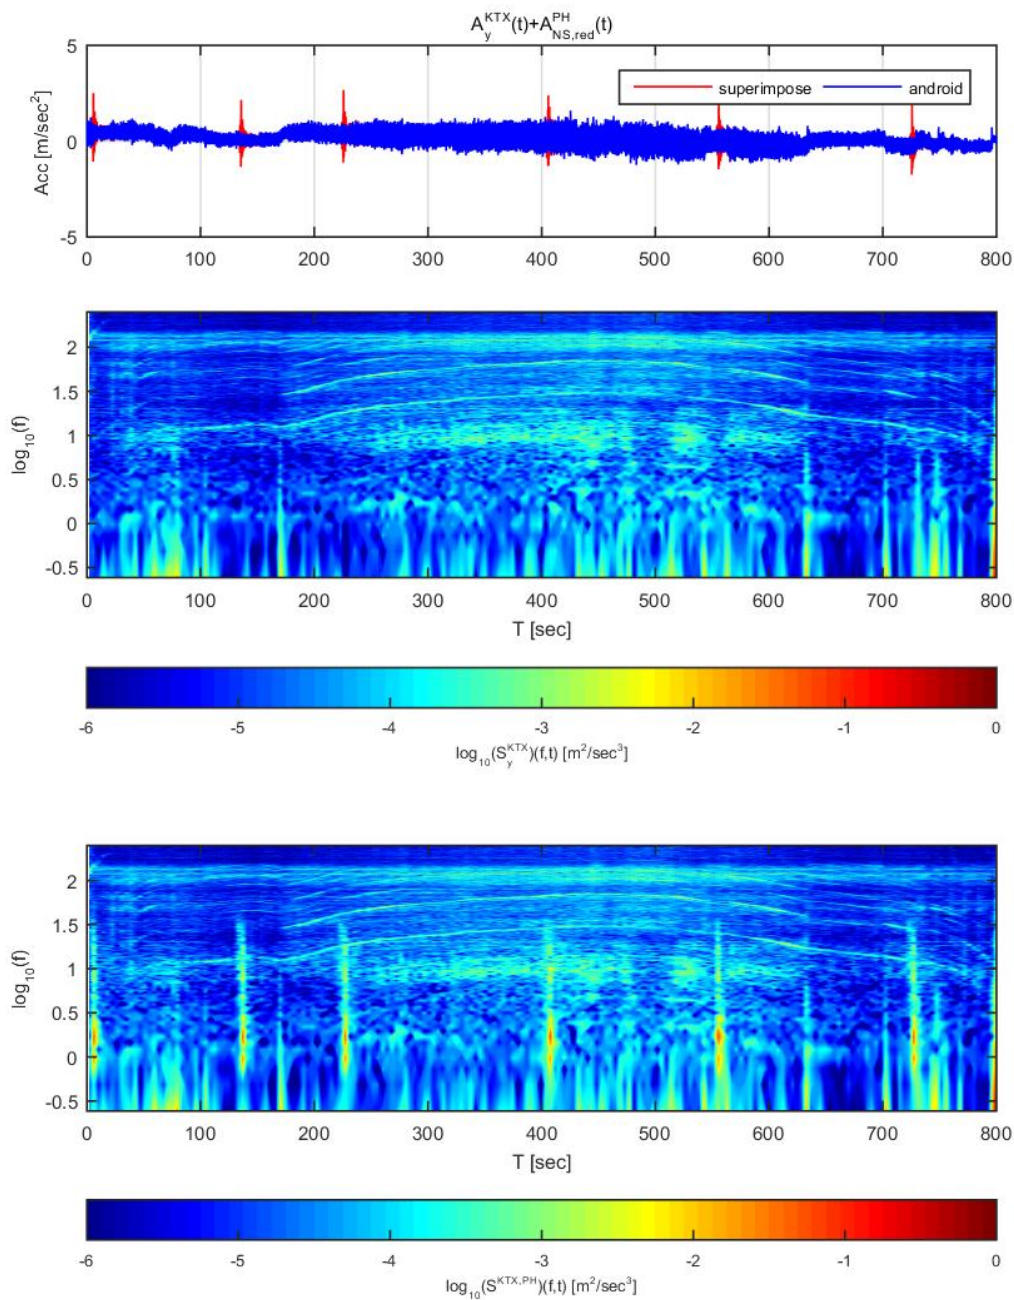 A_y^KTX(t)+A_NS,red^PH(t)
5
0
-5
Acc [m/sec²]
superimpose android
0 100 200 300 400 500 600 700 800
2
1.5
1
0.5
0
-0.5
log₁₀(f)
0 100 200 300 400 500 600 700 800
T [sec]
-6 -5 -4 -3 -2 -1 0
log₁₀(S_y^KTX)(f,t) [m²/sec³]
2
1.5
1
0.5
0
-0.5
log₁₀(f)
0 100 200 300 400 500 600 700 800
T [sec]
-6 -5 -4 -3 -2 -1 0
log₁₀(S^KTX,PH)(f,t) [m²/sec³]